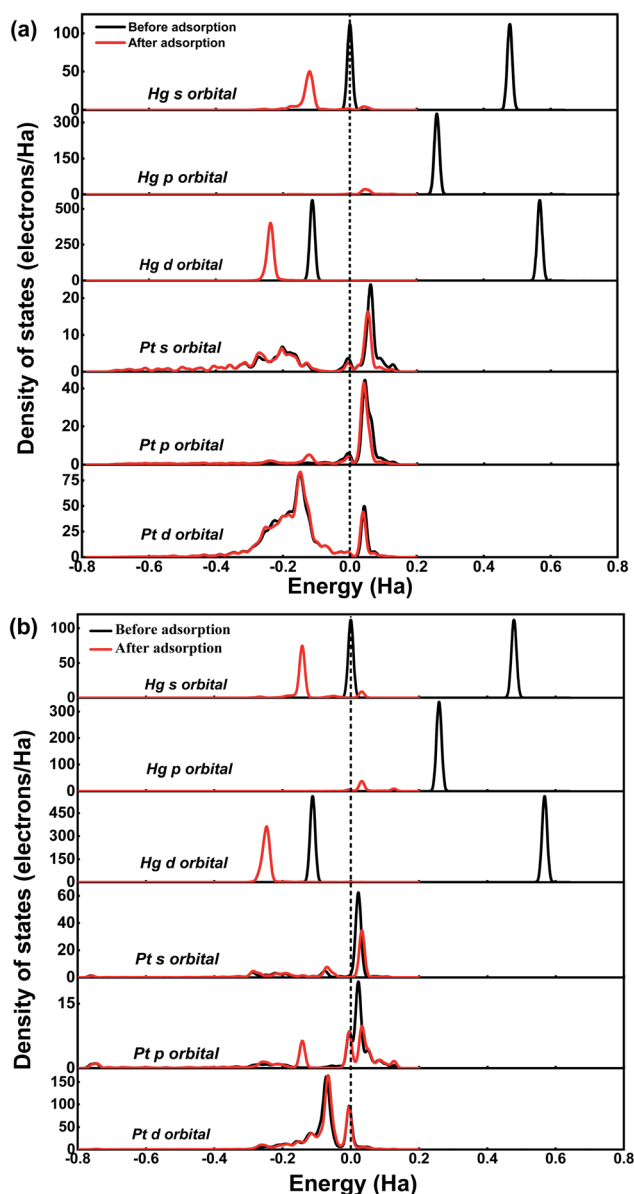 (a)
Before adsorption
After adsorption
100
50
0
Hg s orbital
300
150
0
Hg p orbital
500
250
0
Hg d orbital
20
10
0
Pt s orbital
40
20
0
Pt p orbital
75
50
25
0
Pt d orbital
Density of states (electrons/Ha)
-0.8 -0.6 -0.4 -0.2 0.0 0.2 0.4 0.6 0.8
Energy (Ha)
(b)
Before adsorption
After adsorption
100
50
0
Hg s orbital
300
200
100
0
Hg p orbital
450
300
150
0
Hg d orbital
60
40
20
0
Pt s orbital
15
0
Pt p orbital
150
100
50
0
Pt d orbital
Density of states (electrons/Ha)
-0.8 -0.6 -0.4 -0.2 0.0 0.2 0.4 0.6 0.8
Energy (Ha)